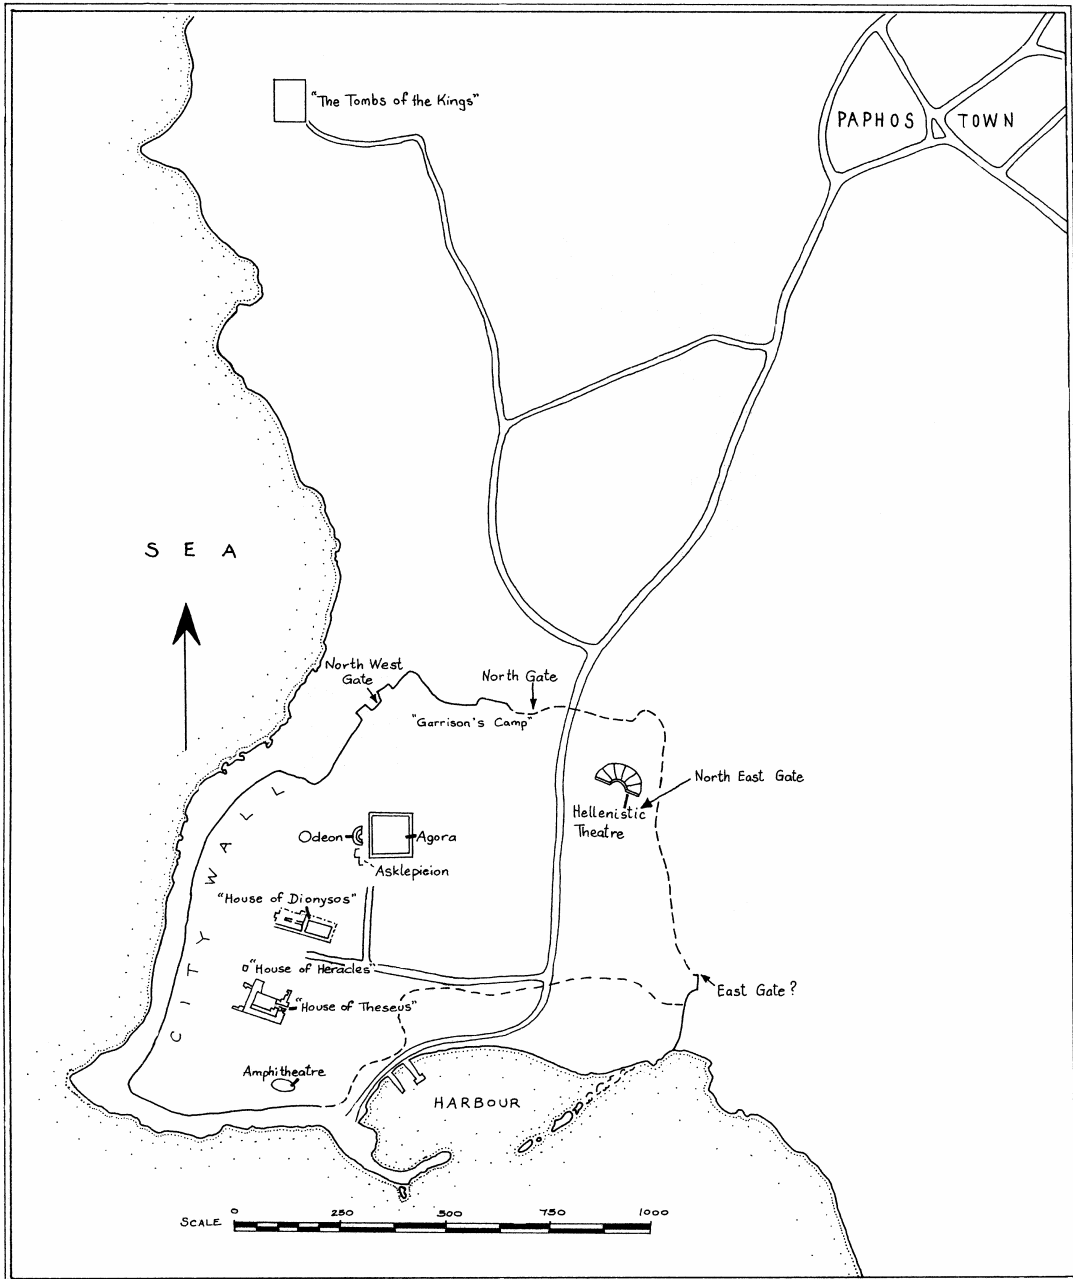 "The Tombs of the Kings"
PAPHOS TOWN
SEA
North West
Gate
North Gate
"Garrison's Camp"
North East Gate
Hellenistic
Theatre
CITY WALL
Odeon
Agora
Asklepieion
"House of Dionysos"
"House of Heracles"
"House of Theseus"
East Gate?
Amphitheatre
HARBOUR
SCALE 0 250 500 750 1000